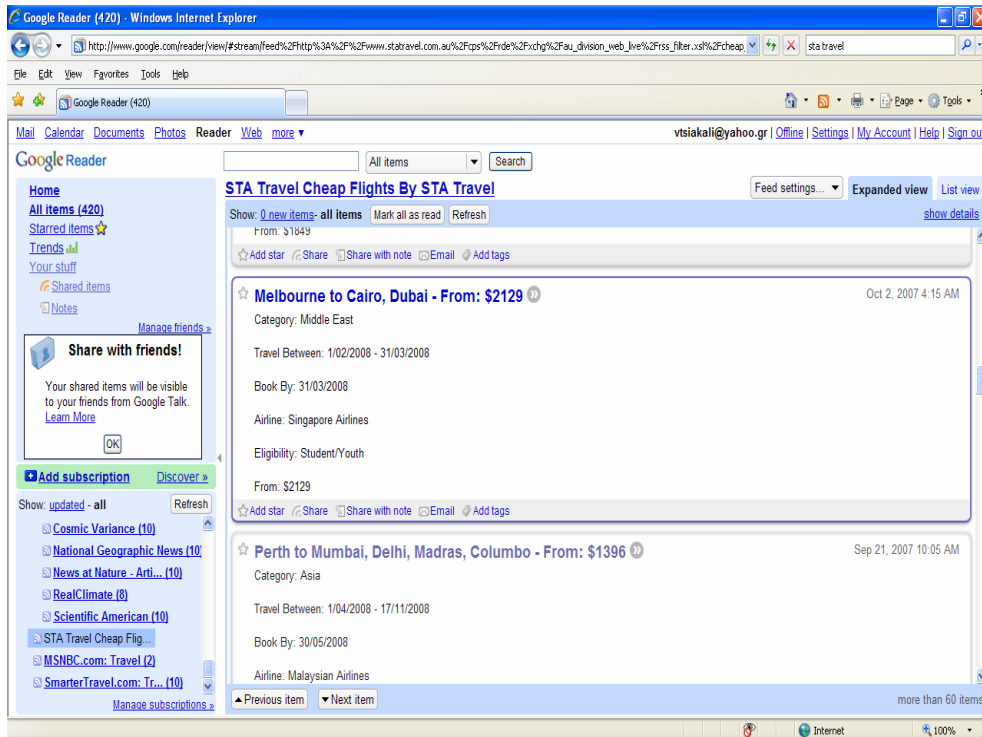 Google Reader (420) - Windows Internet Explorer
http://www.google.com/reader/view/#stream/feed%2Fhttp%3A%2F%2Fwww.statravel.com.au%2Fcps%2Frde%2Fxchg%2Fau_division_web_live%2Frss_filter.xsl%2Fcheap_ sta travel
File Edit View Favorites Tools Help
Google Reader (420) Page Tools
Mail Calendar Documents Photos Reader Web more ▼ vtsiakali@yahoo.gr | Offline | Settings | My Account | Help | Sign ou
Google Reader All items Search
Home
All items (420)
Starred items
Trends
Your stuff
Shared items
Notes
Manage friends »
Share with friends!
Your shared items will be visible
to your friends from Google Talk.
Learn More
OK
Add subscription Discover »
Show: updated - all Refresh
Cosmic Variance (10)
National Geographic News (10)
News at Nature - Arti... (10)
RealClimate (8)
Scientific American (10)
STA Travel Cheap Flig...
MSNBC.com: Travel (2)
SmarterTravel.com: Tr... (10)
Manage subscriptions »
STA Travel Cheap Flights By STA Travel Feed settings... ▼ Expanded view List view
Show: 0 new items - all items Mark all as read Refresh show details
From: $1849
Add star Share Share with note Email Add tags
Melbourne to Cairo, Dubai - From: $2129 Oct 2, 2007 4:15 AM
Category: Middle East
Travel Between: 1/02/2008 - 31/03/2008
Book By: 31/03/2008
Airline: Singapore Airlines
Eligibility: Student/Youth
From: $2129
Add star Share Share with note Email Add tags
Perth to Mumbai, Delhi, Madras, Columbo - From: $1396 Sep 21, 2007 10:05 AM
Category: Asia
Travel Between: 1/04/2008 - 17/11/2008
Book By: 30/05/2008
Airline: Malaysian Airlines
▲ Previous item ▼ Next item more than 60 items
Internet 100%